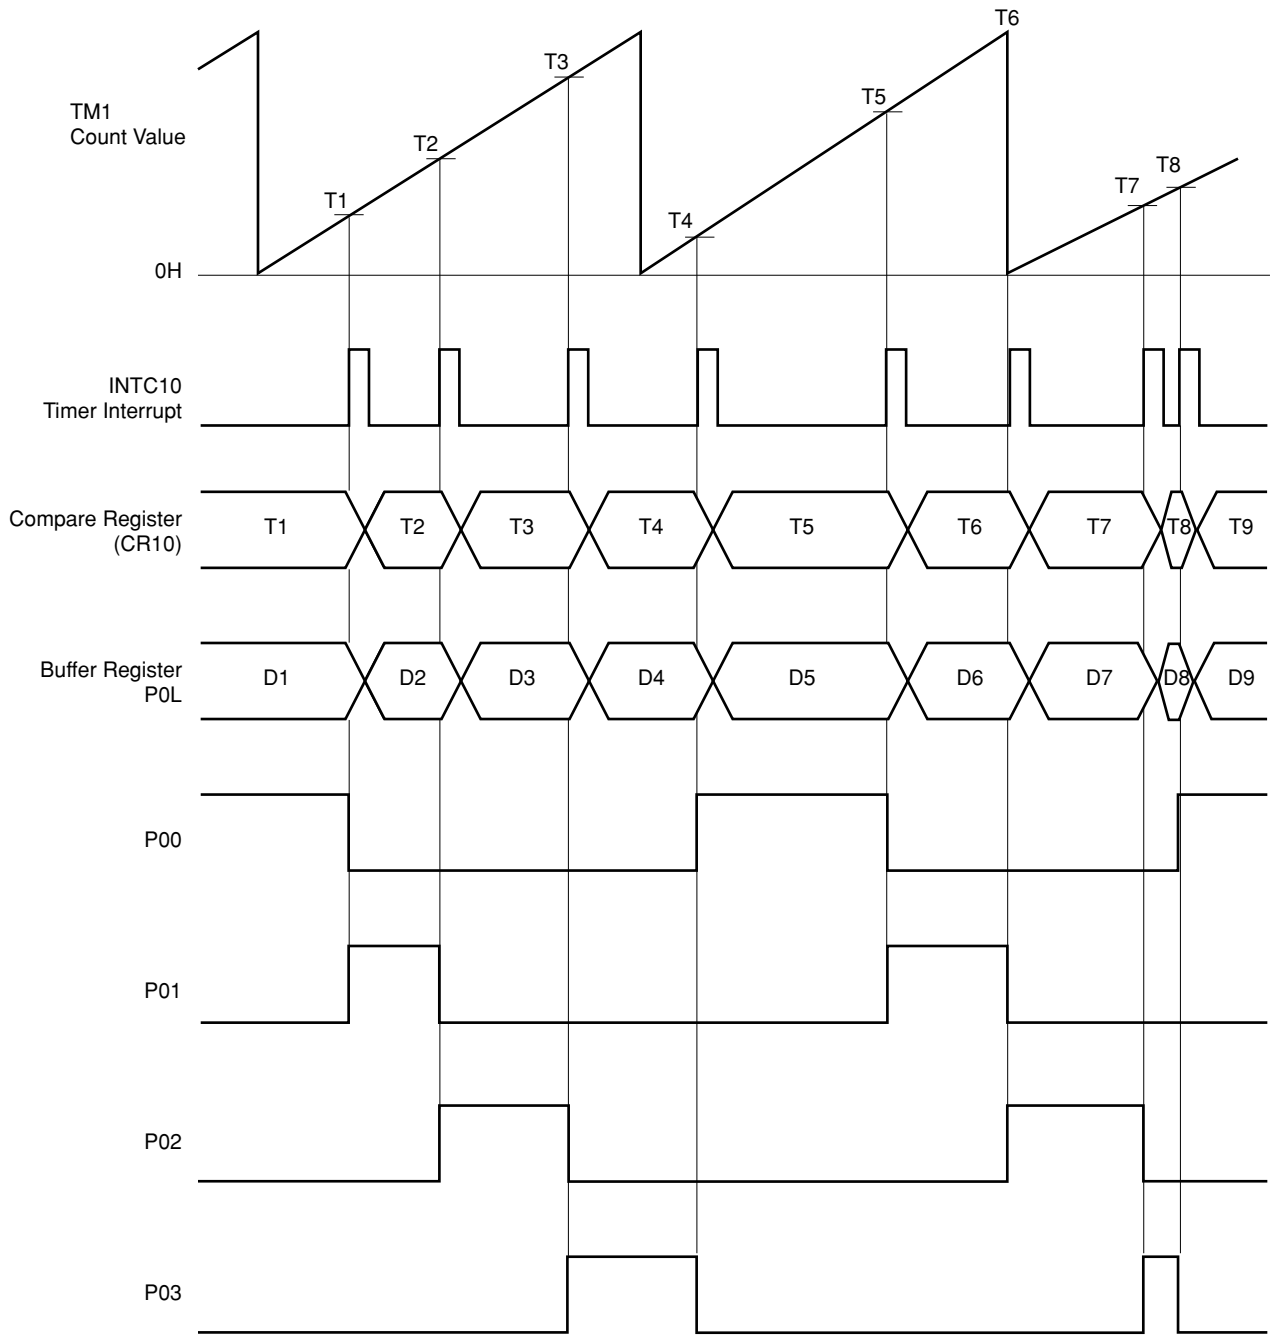 T6
T3
TM1
Count Value
T5
T2
T8
T1
T7
T4
0H
INTC10
Timer Interrupt
Compare Register
(CR10)
T1 T2 T3 T4 T5 T6 T7 T8 T9
Buffer Register
P0L
D1 D2 D3 D4 D5 D6 D7 D8 D9
P00
P01
P02
P03